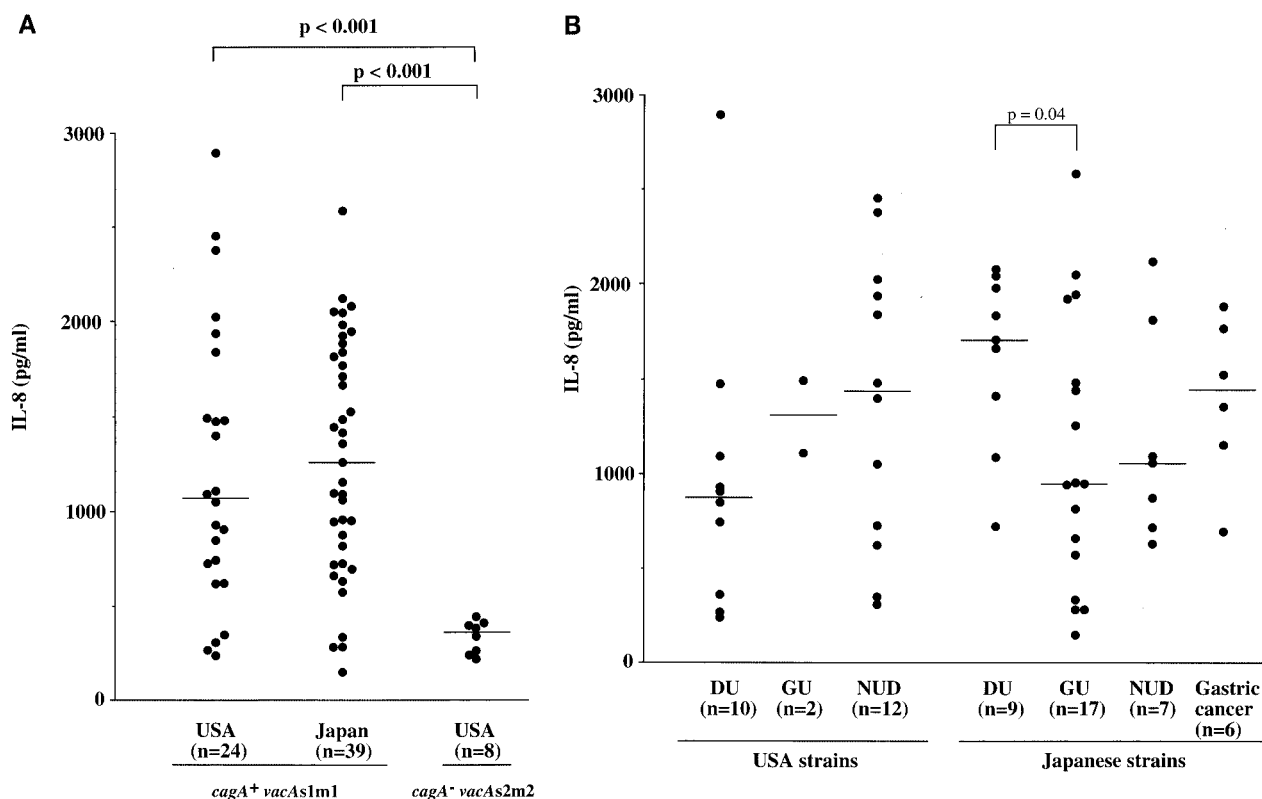 A
p < 0.001
p < 0.001
3000
2000
1000
0
IL-8 (pg/ml)
USA
(n=24)
Japan
(n=39)
USA
(n=8)
cagA+ vacAs1m1
cagA- vacAs2m2
B
p = 0.04
3000
2000
1000
0
IL-8 (pg/ml)
DU
(n=10)
GU
(n=2)
NUD
(n=12)
DU
(n=9)
GU
(n=17)
NUD
(n=7)
Gastric
cancer
(n=6)
USA strains
Japanese strains